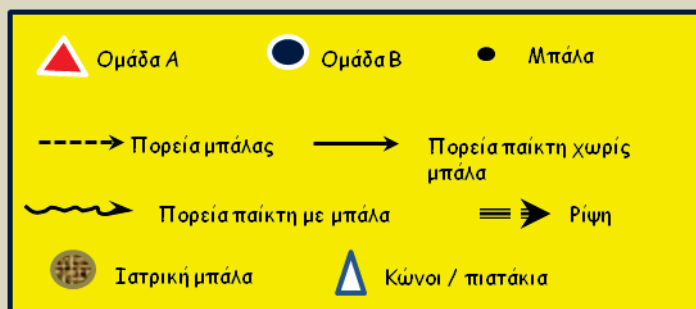 Ομάδα Α Ομάδα Β Μπάλα
Πορεία μπάλας Πορεία παίκτη χωρίς
μπάλα
Πορεία παίκτη με μπάλα Ρίψη
Ιατρική μπάλα Κώνοι / πιατάκια